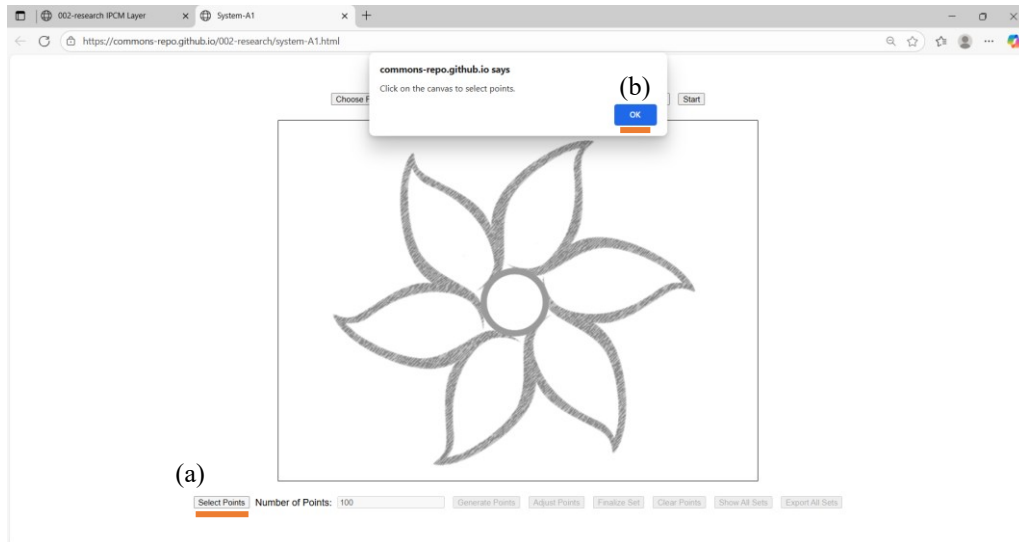 002-research IPCM Layer
System-A1
https://commons-repo.github.io/002-research/system-A1.html
commons-repo.github.io says
Click on the canvas to select points.
(b)
OK
Choose F
Start
(a)
Select Points Number of Points: 100 Generate Points Adjust Points Finalize Set Clear Points Show All Sets Export All Sets